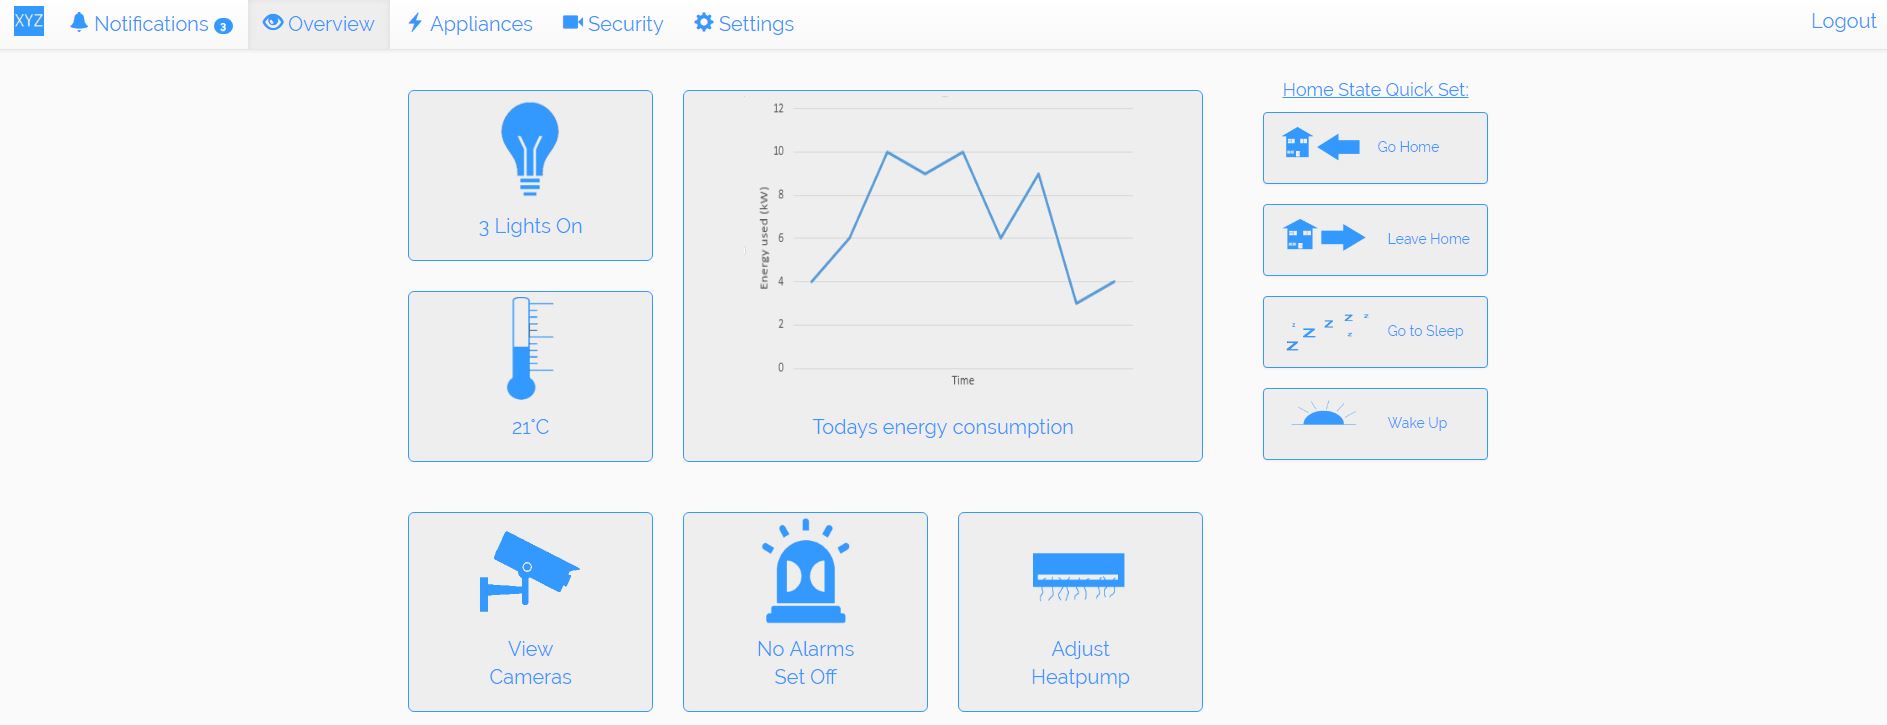 XYZ
Notifications 3
Overview
Appliances
Security
Settings
Logout
3 Lights On
21°C
12
10
8
6
4
2
0
Energy used (kW)
Time
Todays energy consumption
Home State Quick Set:
Go Home
Leave Home
z z z z z z z
Go to Sleep
Wake Up
View
Cameras
No Alarms
Set Off
Adjust
Heatpump